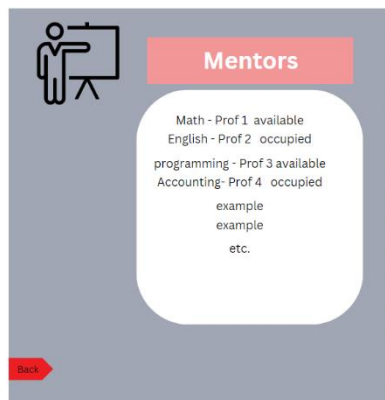 Mentors
Math - Prof 1 available
English - Prof 2 occupied
programming - Prof 3 available
Accounting- Prof 4 occupied
example
example
etc.
Back